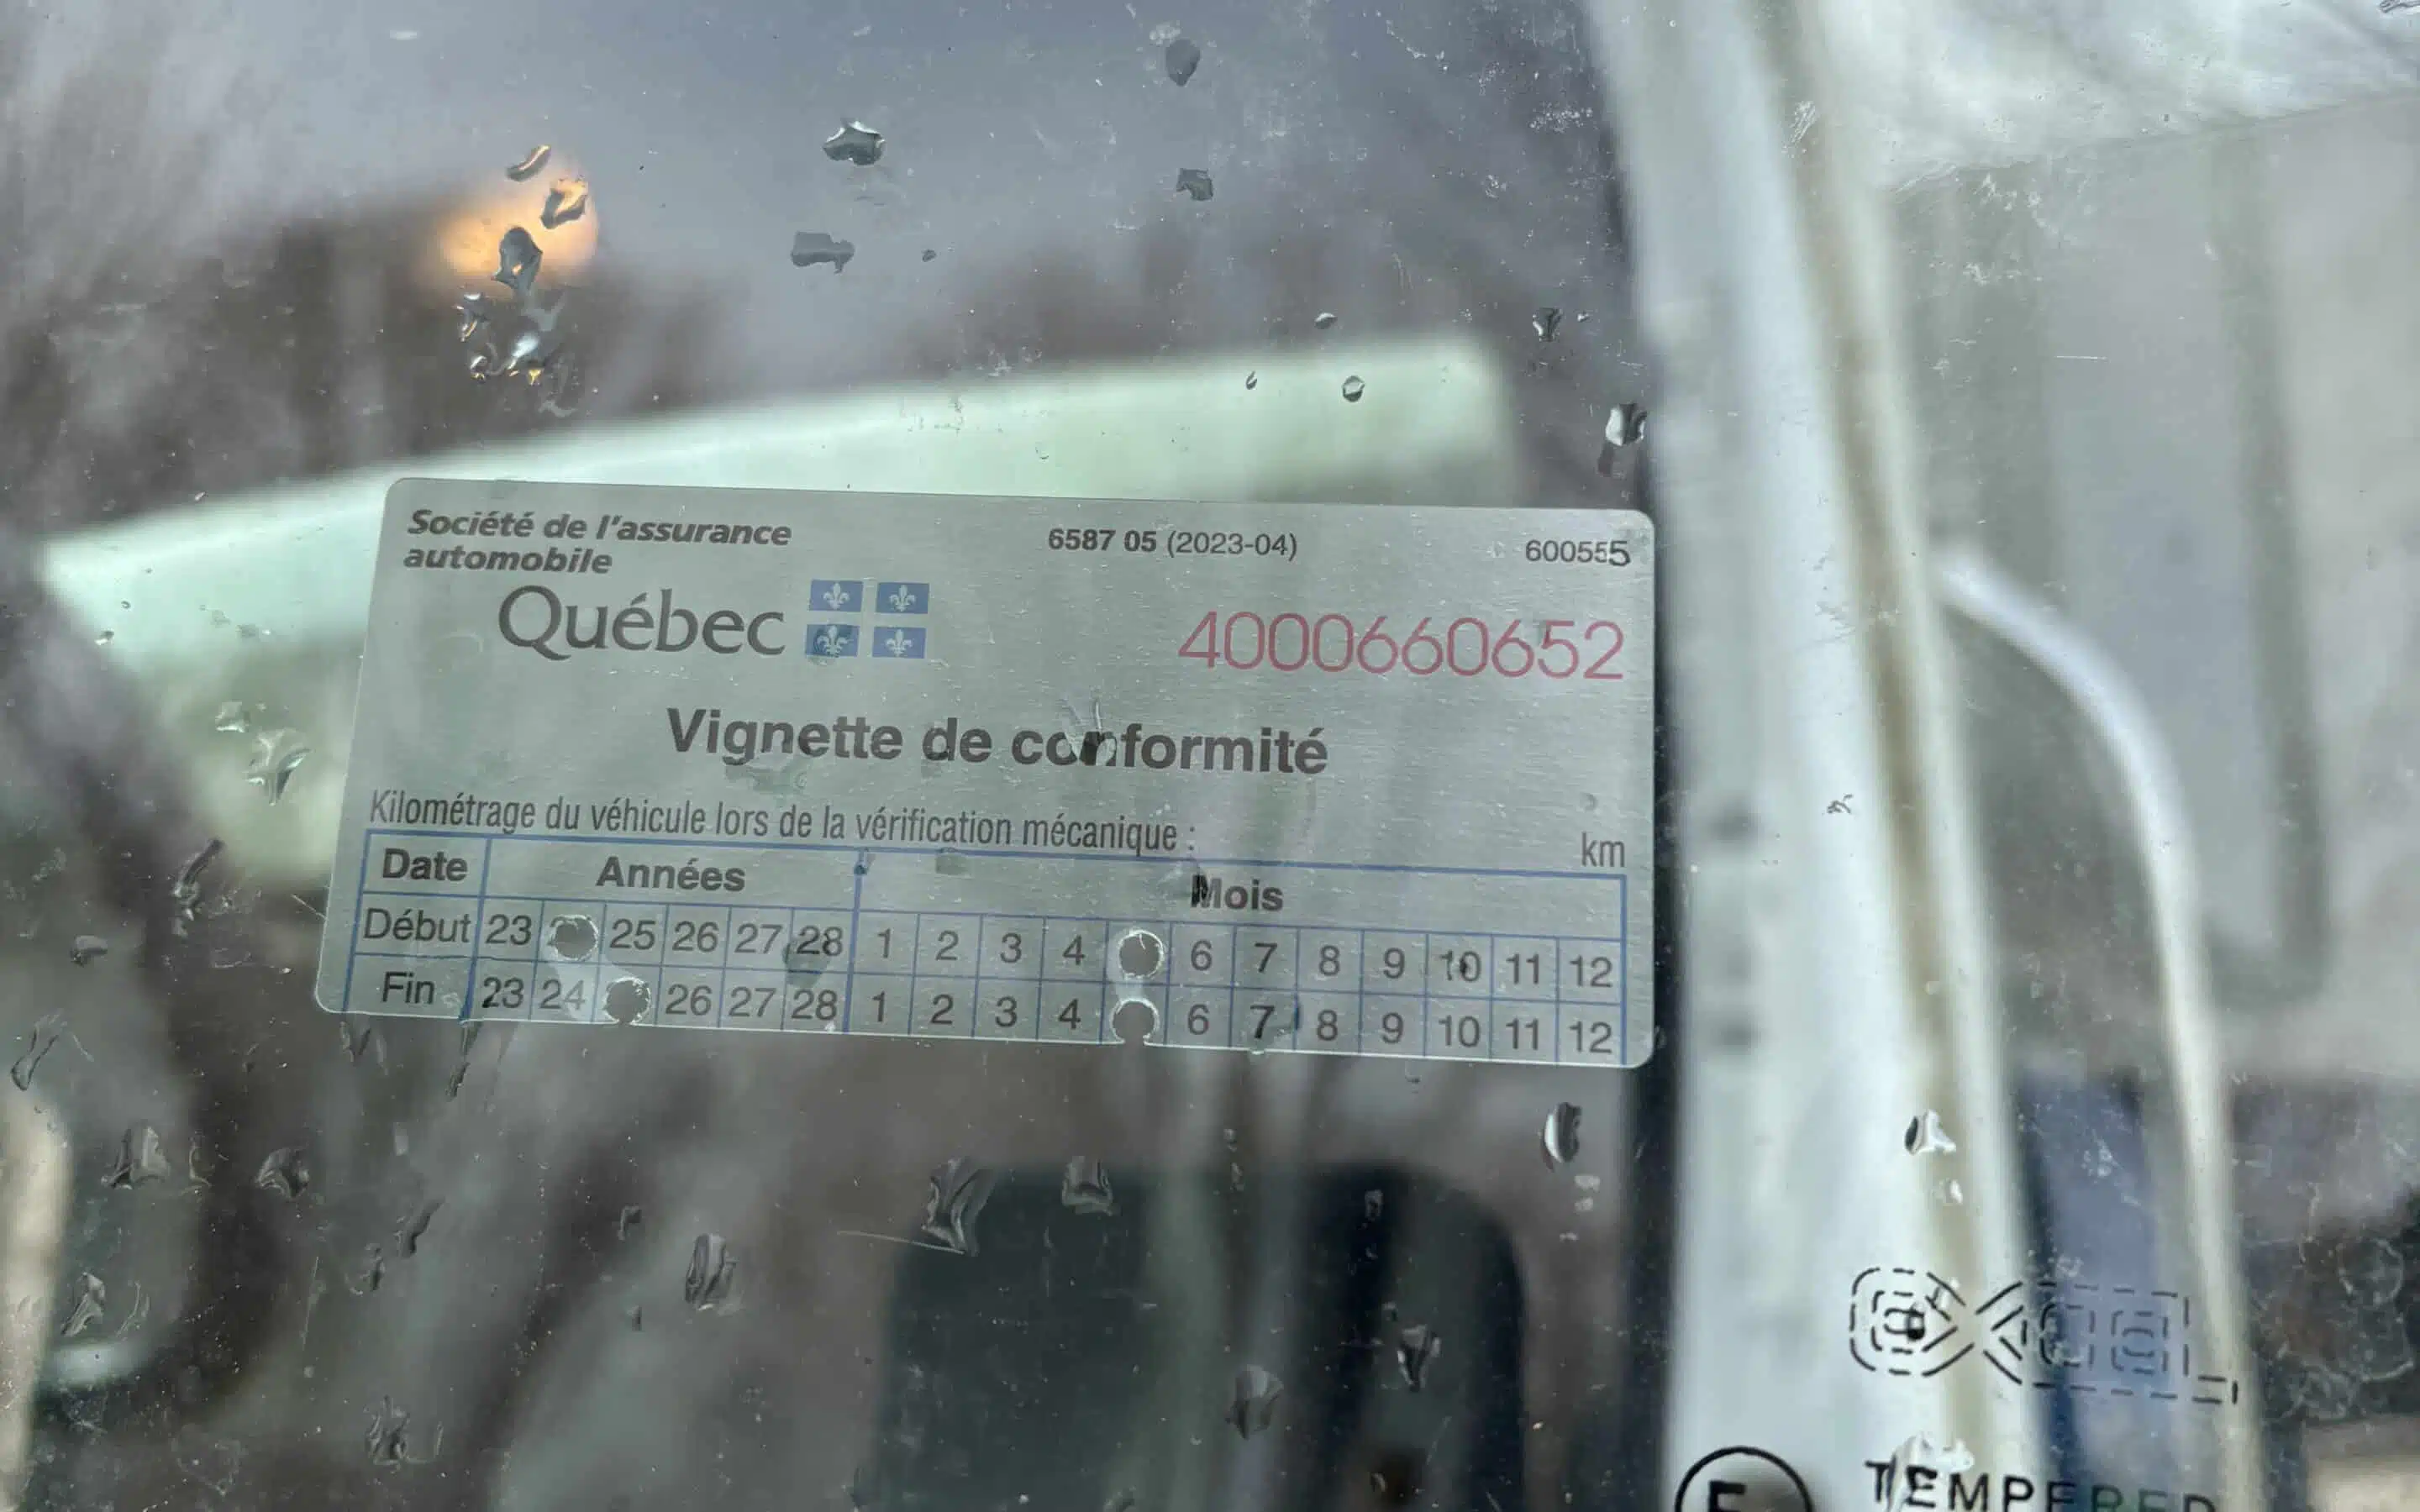 Société de l'assurance
automobile
Québec
6587 05 (2023-04)
600555
4000660652
Vignette de conformité
Kilométrage du véhicule lors de la vérification mécanique : km
Date Années Mois
Début 23 25 26 27 28 1 2 3 4 6 7 8 9 10 11 12
Fin 23 24 26 27 28 1 2 3 4 6 7 8 9 10 11 12
TEMPERED